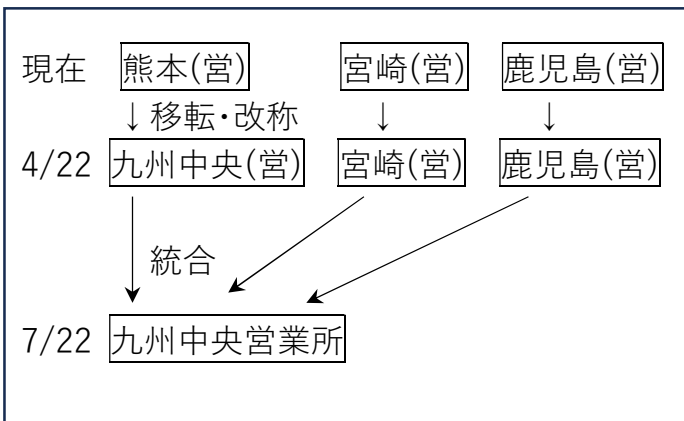 現在 熊本(営) 宮崎(営) 鹿児島(営)
↓移転・改称 ↓ ↓
4/22 九州中央(営) 宮崎(営) 鹿児島(営)
統合
7/22 九州中央営業所